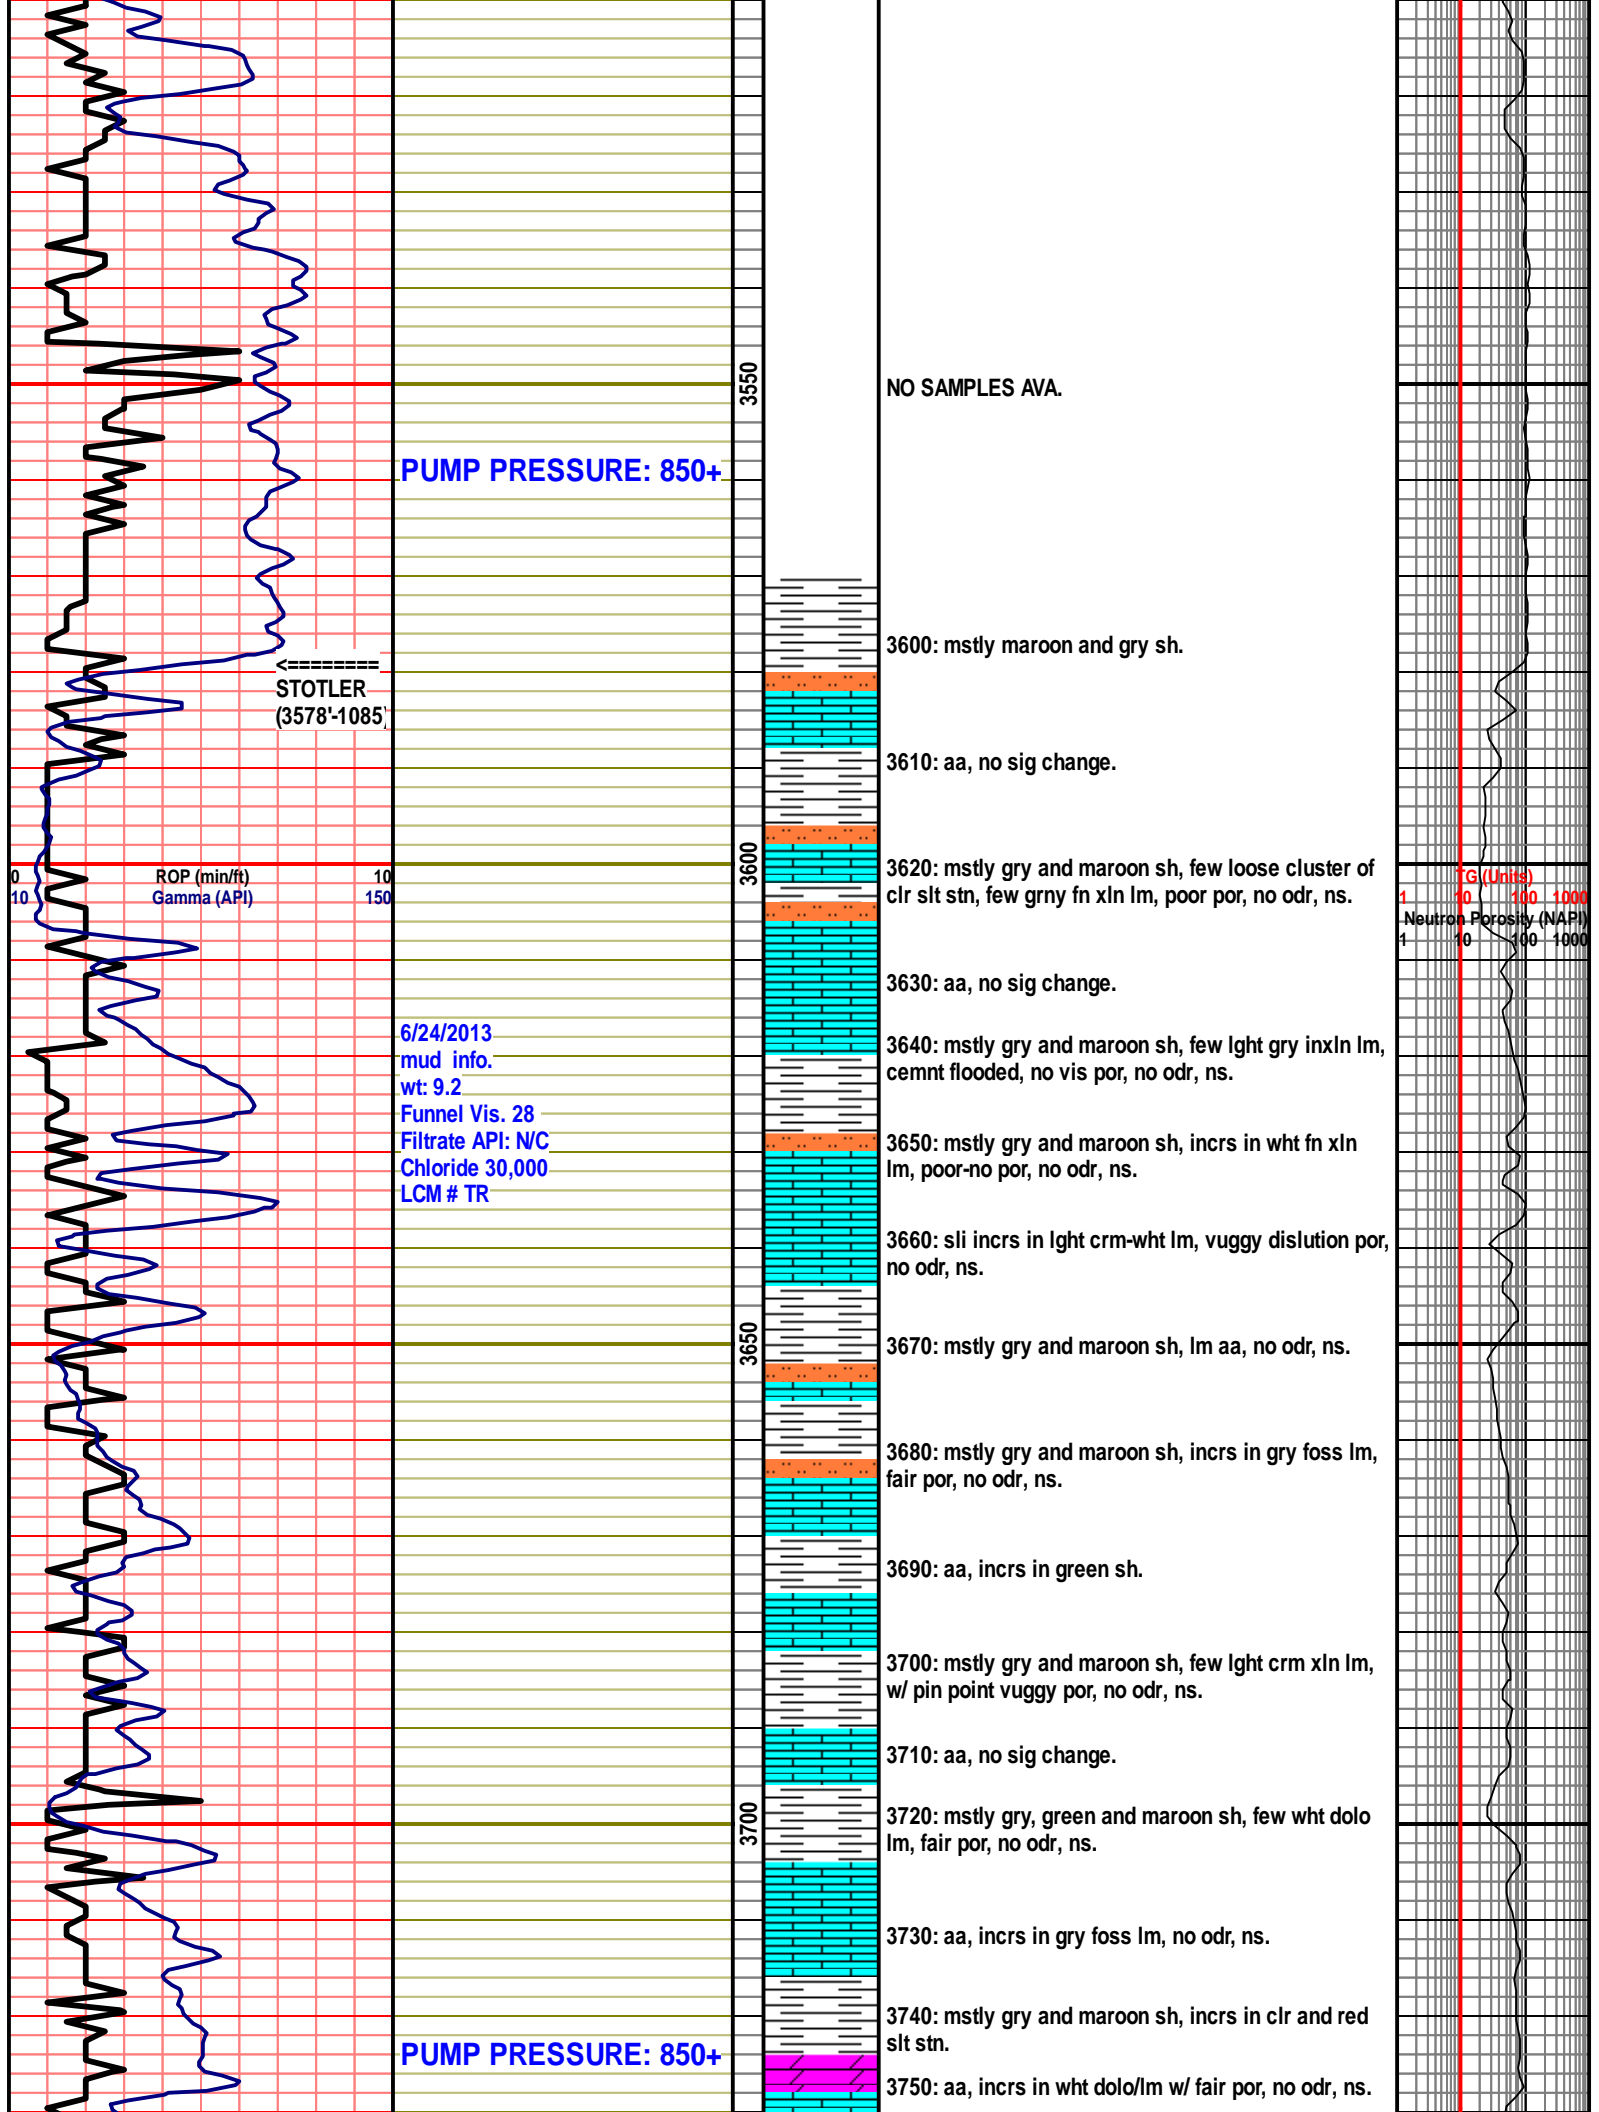 3550
NO SAMPLES AVA.
PUMP PRESSURE: 850+
3600: mstly maroon and gry sh.
<========
STOTLER
(3578'-1085)
3610: aa, no sig change.
3600
3620: mstly gry and maroon sh, few loose cluster of
clr slt stn, few grny fn xln lm, poor por, no odr, ns.
0 ROP (min/ft) 10
10 Gamma (API) 150
TG (Units)
1 10 100 1000
Neutron Porosity (NAPI)
1 10 100 1000
3630: aa, no sig change.
6/24/2013
mud info.
wt: 9.2
Funnel Vis. 28
Filtrate API: N/C
Chloride 30,000
LCM # TR
3640: mstly gry and maroon sh, few lght gry inxln lm,
cemnt flooded, no vis por, no odr, ns.
3650: mstly gry and maroon sh, incrs in wht fn xln
lm, poor-no por, no odr, ns.
3660: sli incrs in lght crm-wht lm, vuggy dislution por,
no odr, ns.
3650
3670: mstly gry and maroon sh, lm aa, no odr, ns.
3680: mstly gry and maroon sh, incrs in gry foss lm,
fair por, no odr, ns.
3690: aa, incrs in green sh.
3700: mstly gry and maroon sh, few lght crm xln lm,
w/ pin point vuggy por, no odr, ns.
3710: aa, no sig change.
3700
3720: mstly gry, green and maroon sh, few wht dolo
lm, fair por, no odr, ns.
3730: aa, incrs in gry foss lm, no odr, ns.
3740: mstly gry and maroon sh, incrs in clr and red
slt stn.
PUMP PRESSURE: 850+
3750: aa, incrs in wht dolo/lm w/ fair por, no odr, ns.